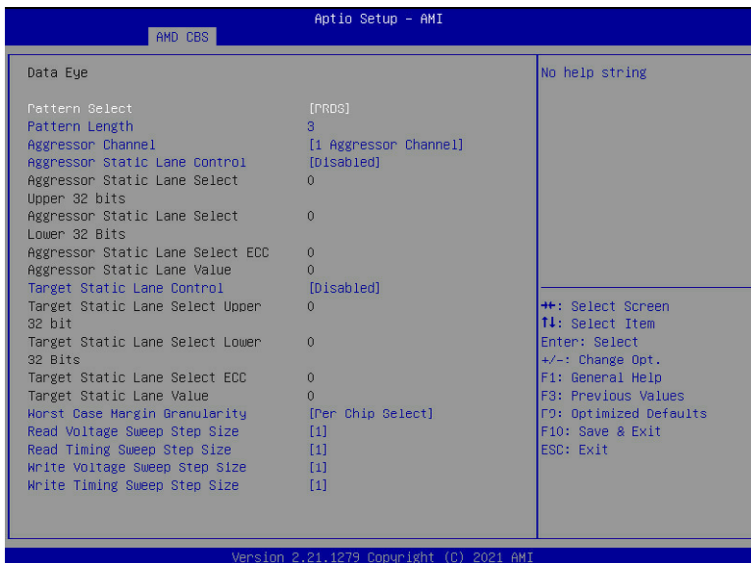 Aptio Setup - AMI
AMD CBS
Data Eye
No help string
Pattern Select [PRBS]
Pattern Length 3
Aggressor Channel [1 Aggressor Channel]
Aggressor Static Lane Control [Disabled]
Aggressor Static Lane Select 0
Upper 32 bits
Aggressor Static Lane Select 0
Lower 32 Bits
Aggressor Static Lane Select ECC 0
Aggressor Static Lane Value 0
Target Static Lane Control [Disabled]
Target Static Lane Select Upper 0
32 bit
Target Static Lane Select Lower 0
32 Bits
Target Static Lane Select ECC 0
Target Static Lane Value 0
Worst Case Margin Granularity [Per Chip Select]
Read Voltage Sweep Step Size [1]
Read Timing Sweep Step Size [1]
Write Voltage Sweep Step Size [1]
Write Timing Sweep Step Size [1]
→←: Select Screen
↑↓: Select Item
Enter: Select
+/-: Change Opt.
F1: General Help
F3: Previous Values
F9: Optimized Defaults
F10: Save & Exit
ESC: Exit
Version 2.21.1279 Copyright (C) 2021 AMI